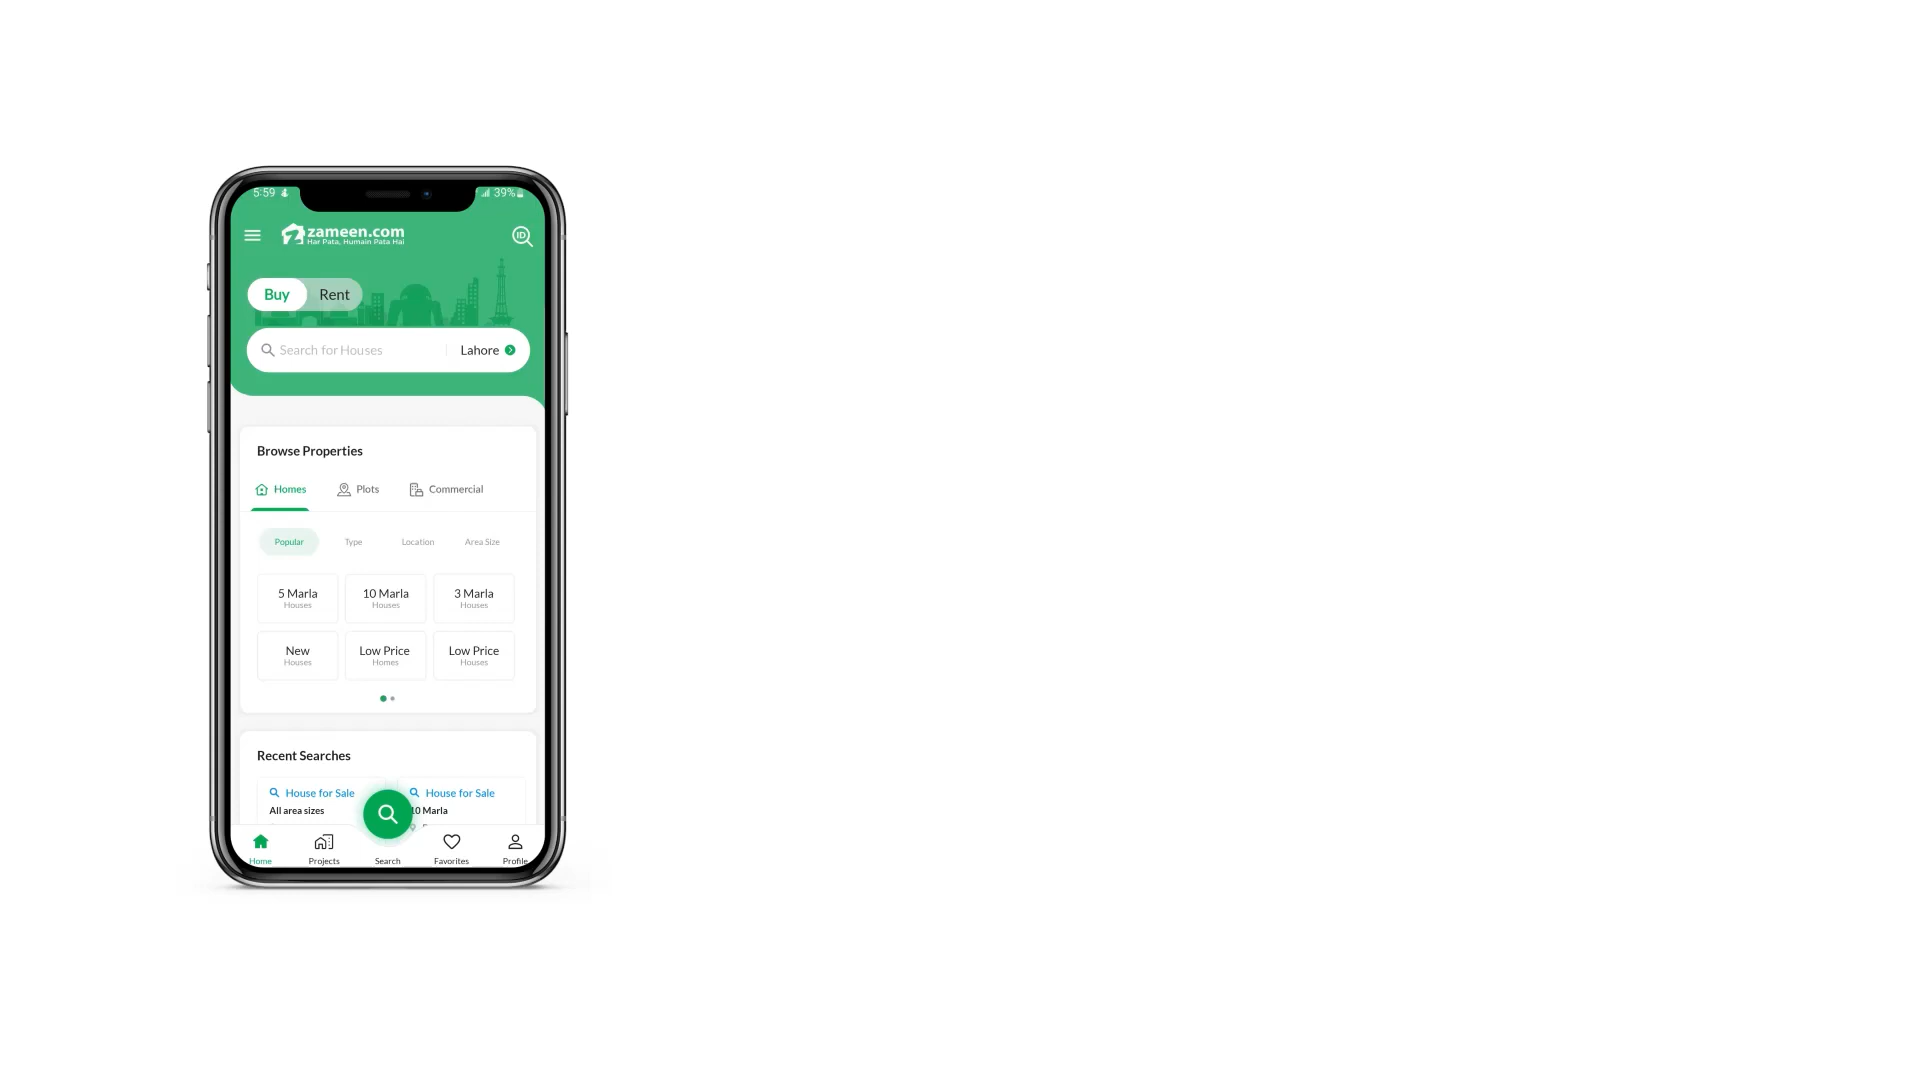 5:59 39%
zameen.com
Har Pata, Humain Pata Hai
ID
Buy Rent
Search for Houses Lahore
Browse Properties
Homes Plots Commercial
Popular Type Location Area Size
5 Marla 10 Marla 3 Marla
Houses Houses Houses
New Low Price Low Price
Houses Homes Houses
Recent Searches
House for Sale House for Sale
All area sizes 10 Marla
Home Projects Search Favorites Profile